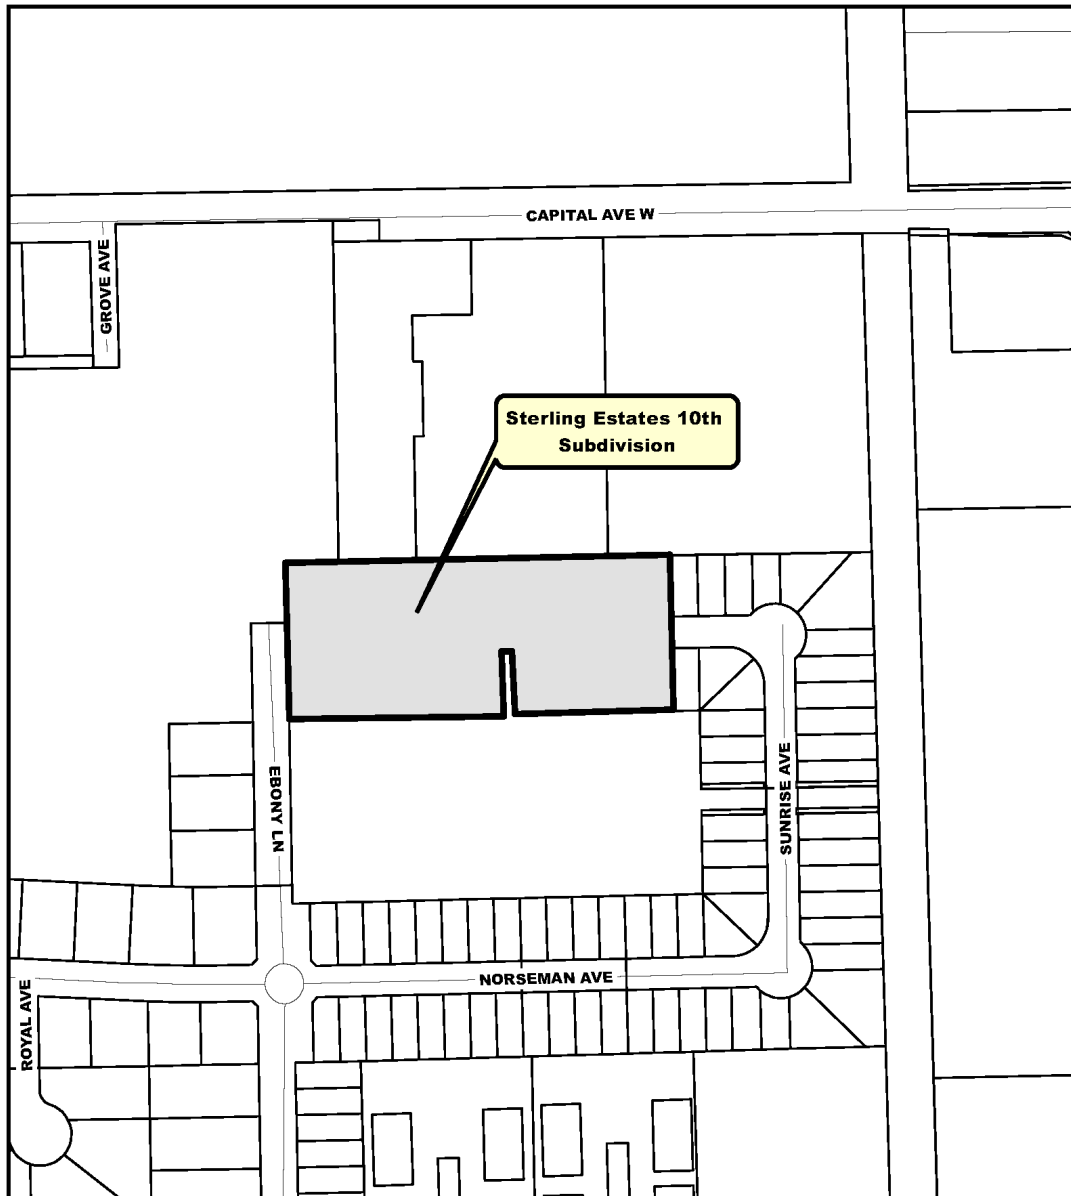 CAPITAL AVE W
GROVE AVE
Sterling Estates 10th
Subdivision
EBONY LN
SUNRISE AVE
NORSEMAN AVE
ROYAL AVE